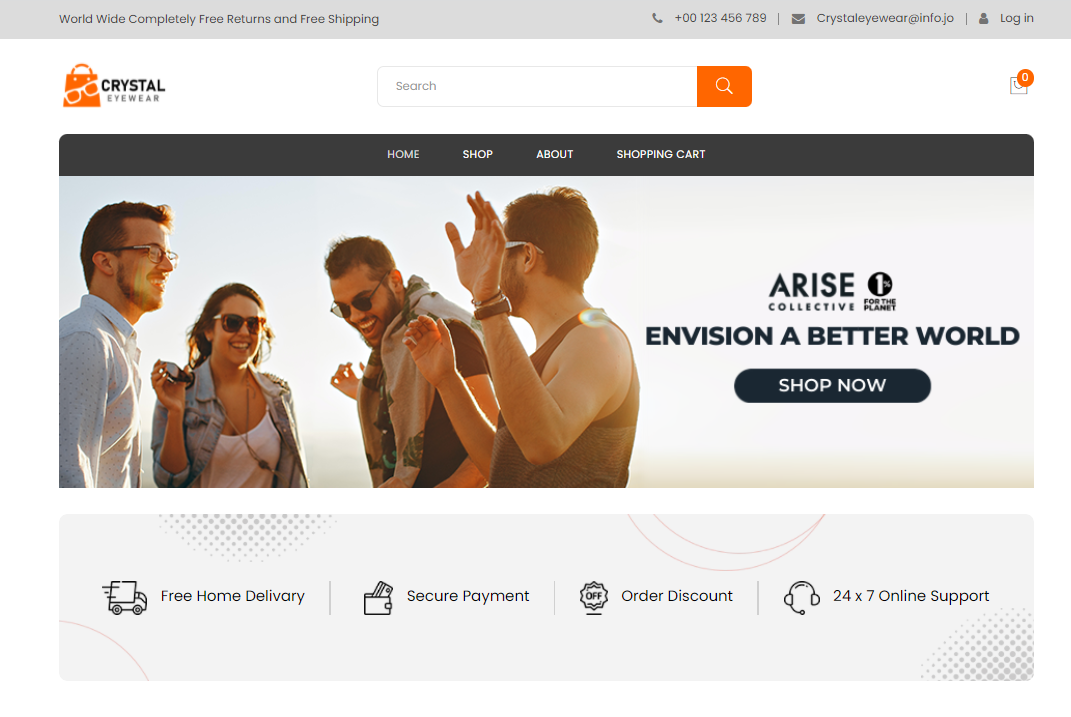 World Wide Completely Free Returns and Free Shipping
+00 123 456 789 | Crystaleyewear@info.jo | Log in
CRYSTAL
EYEWEAR
Search
0
HOME SHOP ABOUT SHOPPING CART
ARISE 1%
COLLECTIVE FOR THE
PLANET
ENVISION A BETTER WORLD
SHOP NOW
Free Home Delivary
Secure Payment
OFF
Order Discount
24 x 7 Online Support